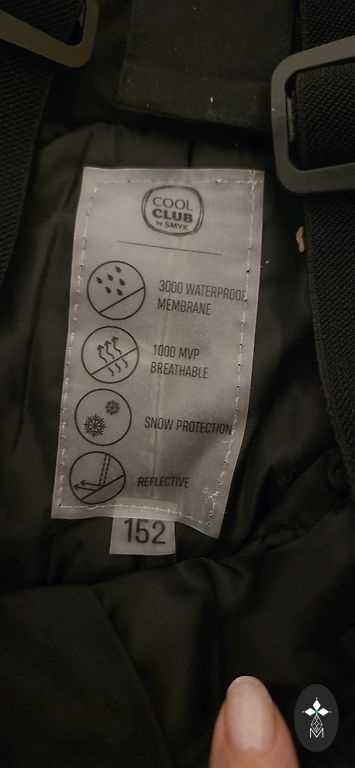 COOL
CLUB
by SMYK
3000 WATERPROOF
MEMBRANE
1000 MVP
BREATHABLE
SNOW PROTECTION
REFLECTIVE
152
M